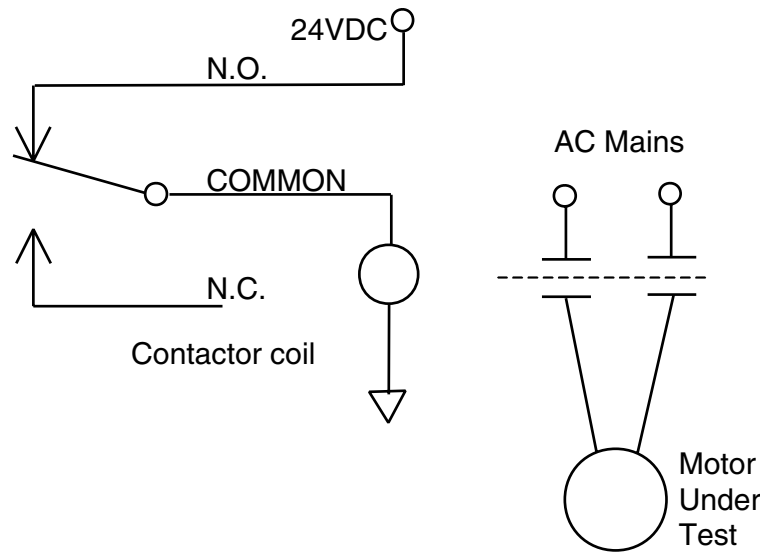 24VDC
N.O.
AC Mains
COMMON
N.C.
Contactor coil
Motor
Under
Test